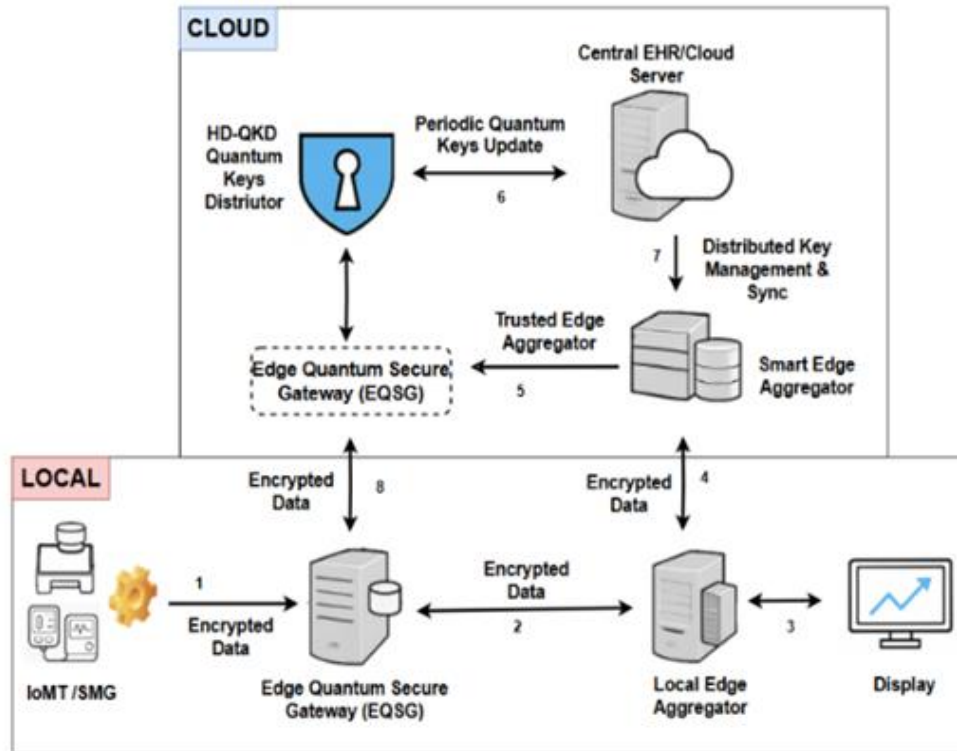 CLOUD
Central EHR/Cloud
Server
HD-QKD
Quantum
Keys
Distriutor
Periodic Quantum
Keys Update
6
7
Distributed Key
Management &
Sync
Trusted Edge
Aggregator
5
Smart Edge
Aggregator
Edge Quantum Secure
Gateway (EQSG)
LOCAL
Encrypted
Data
8
Encrypted
Data
4
1
Encrypted
Data
Encrypted
Data
2
3
IoMT /SMG
Edge Quantum Secure
Gateway (EQSG)
Local Edge
Aggregator
Display